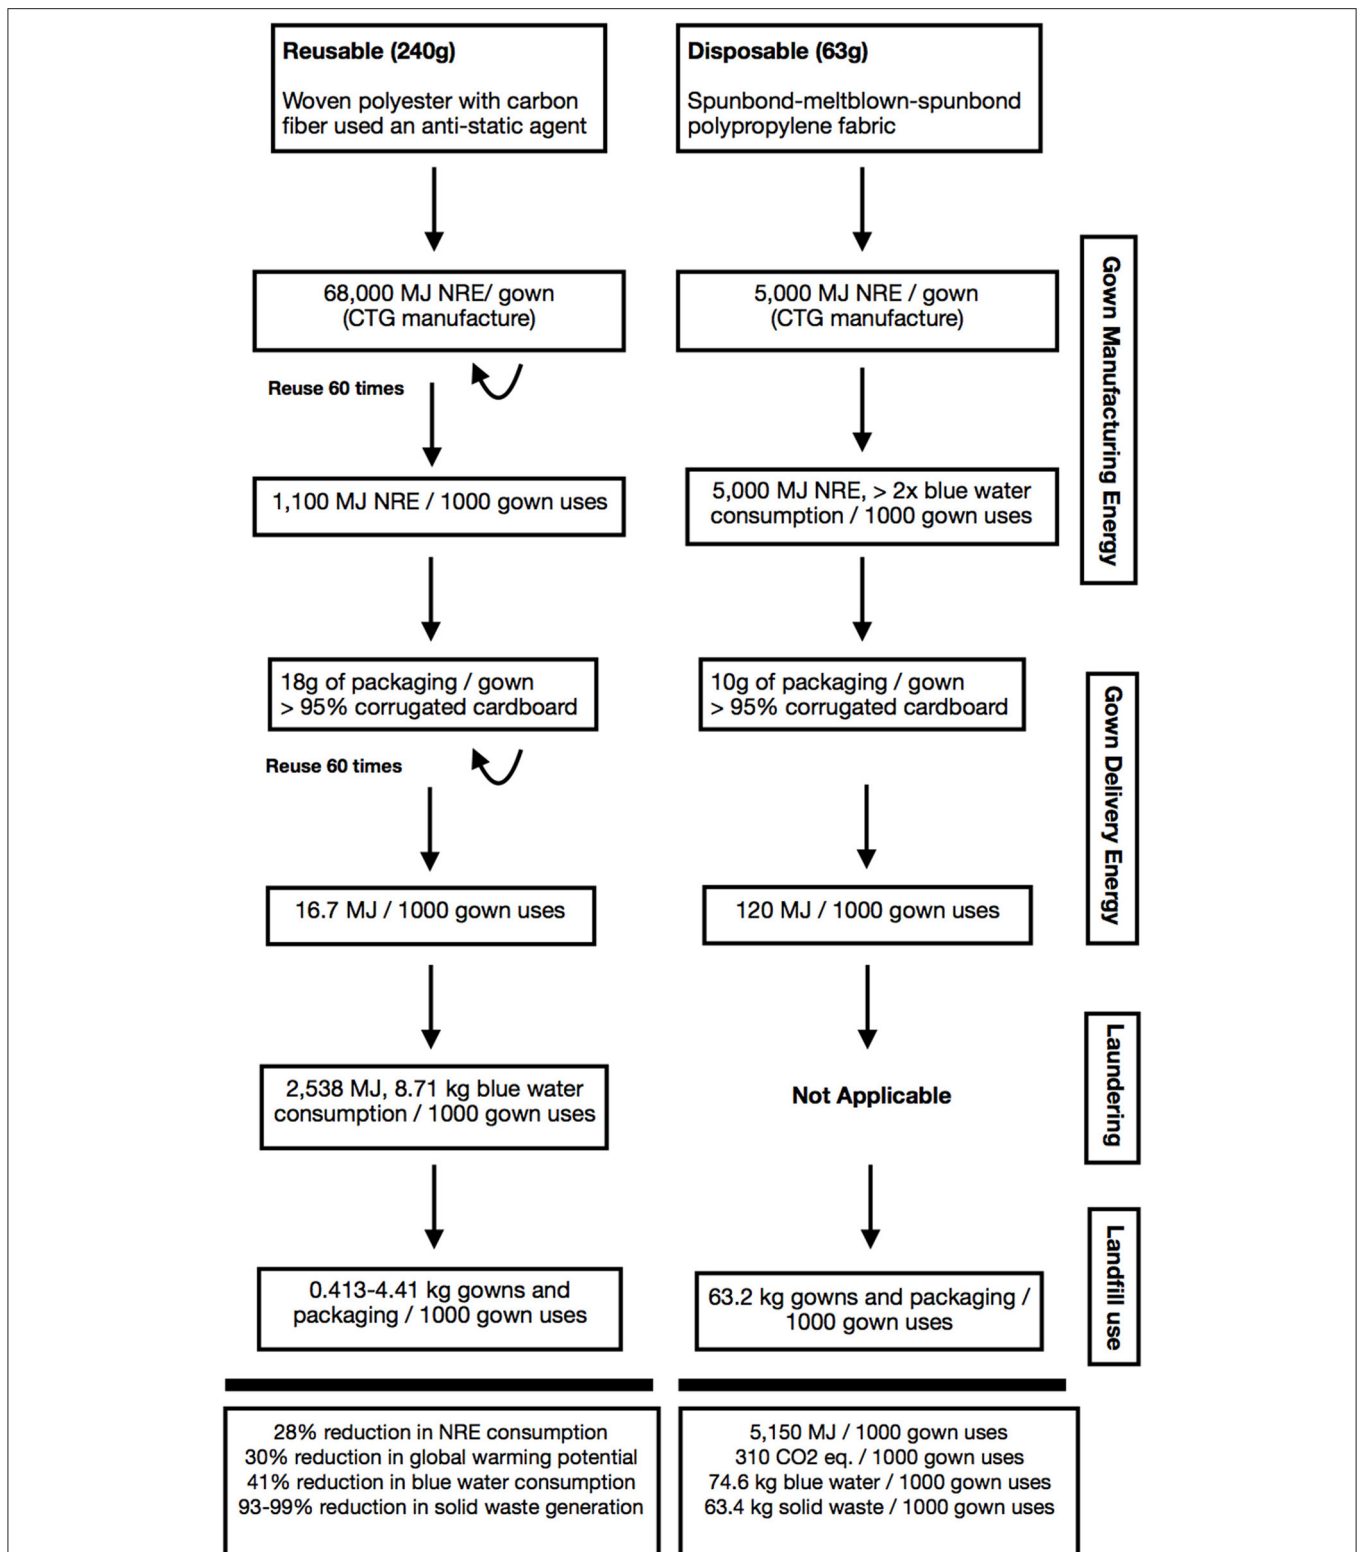 Reusable (240g)
Woven polyester with carbon
fiber used an anti-static agent
Disposable (63g)
Spunbond-meltblown-spunbond
polypropylene fabric
68,000 MJ NRE/ gown
(CTG manufacture)
5,000 MJ NRE / gown
(CTG manufacture)
Gown Manufacturing Energy
Reuse 60 times
1,100 MJ NRE / 1000 gown uses
5,000 MJ NRE, > 2x blue water
consumption / 1000 gown uses
18g of packaging / gown
> 95% corrugated cardboard
10g of packaging / gown
> 95% corrugated cardboard
Gown Delivery Energy
Reuse 60 times
16.7 MJ / 1000 gown uses
120 MJ / 1000 gown uses
2,538 MJ, 8.71 kg blue water
consumption / 1000 gown uses
Not Applicable
Laundering
0.413-4.41 kg gowns and
packaging / 1000 gown uses
63.2 kg gowns and packaging /
1000 gown uses
Landfill use
28% reduction in NRE consumption
30% reduction in global warming potential
41% reduction in blue water consumption
93-99% reduction in solid waste generation
5,150 MJ / 1000 gown uses
310 CO2 eq. / 1000 gown uses
74.6 kg blue water / 1000 gown uses
63.4 kg solid waste / 1000 gown uses